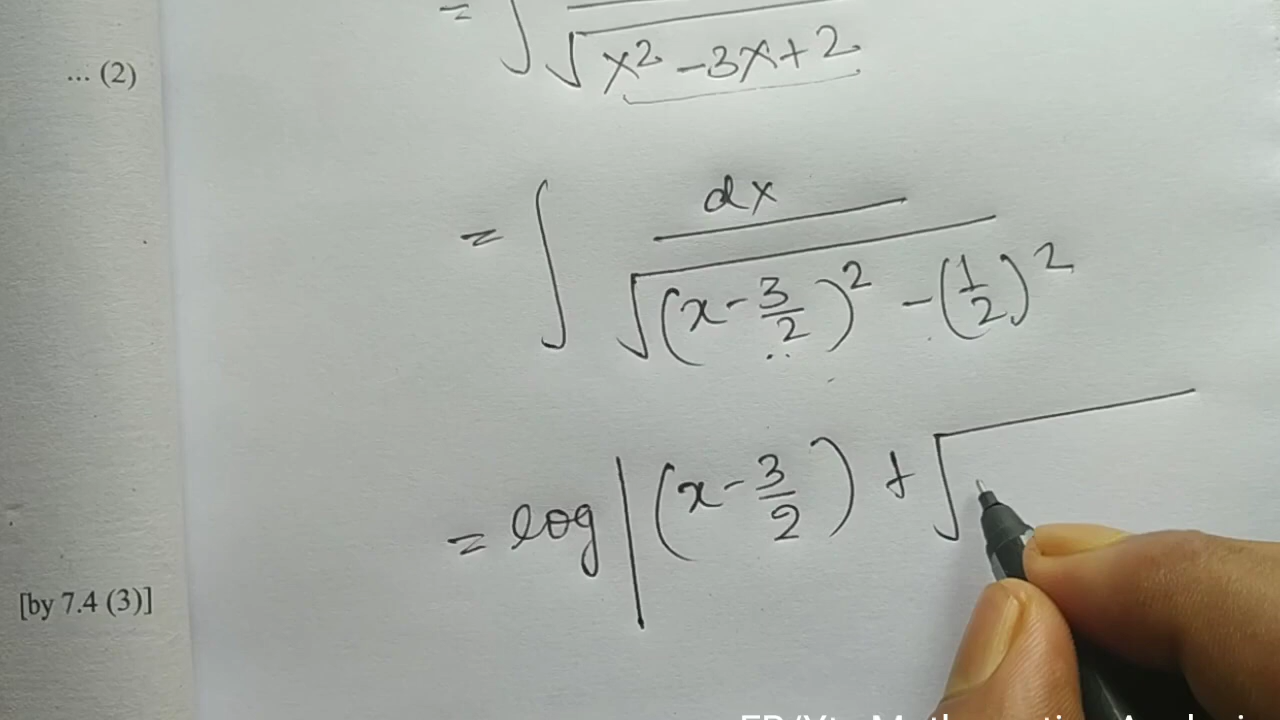 = ∫ √x² -3x+2
... (2)
= ∫ dx
√(x-3/2)² -(1/2)²
= log |(x-3/2) + √
[by 7.4 (3)]